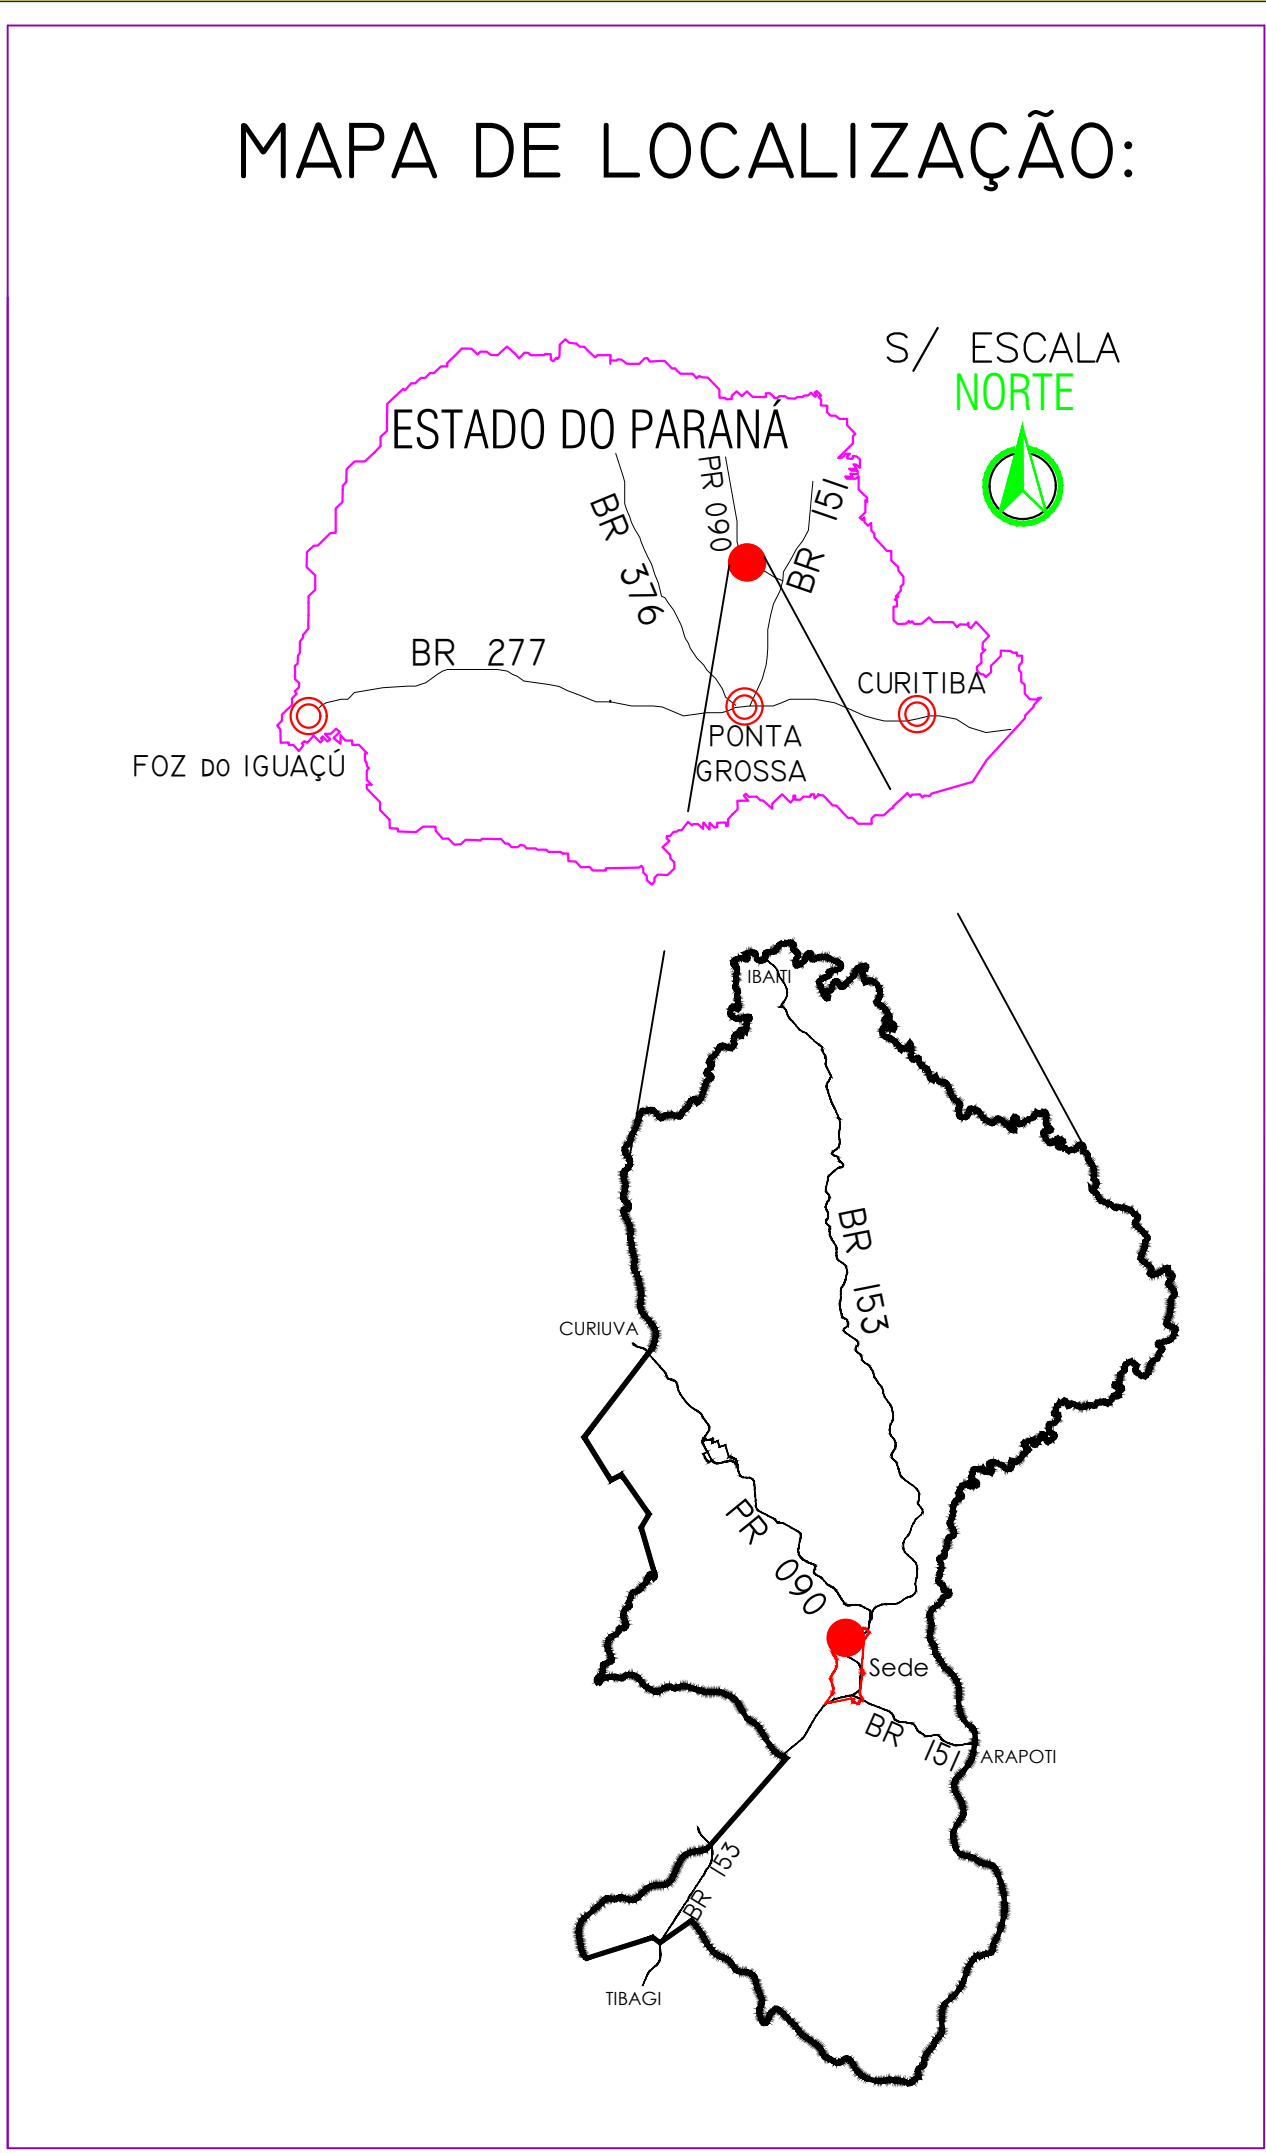 MAPA DE LOCALIZAÇÃO:
S/ ESCALA
NORTE
ESTADO DO PARANÁ
PR 090
BR 151
BR 376
BR 277
CURITIBA
PONTA
GROSSA
FOZ DO IGUAÇÚ
IBAITI
BR 153
CURIUVA
PR 090
Sede
BR 151
ARAPOTI
BR 153
TIBAGI